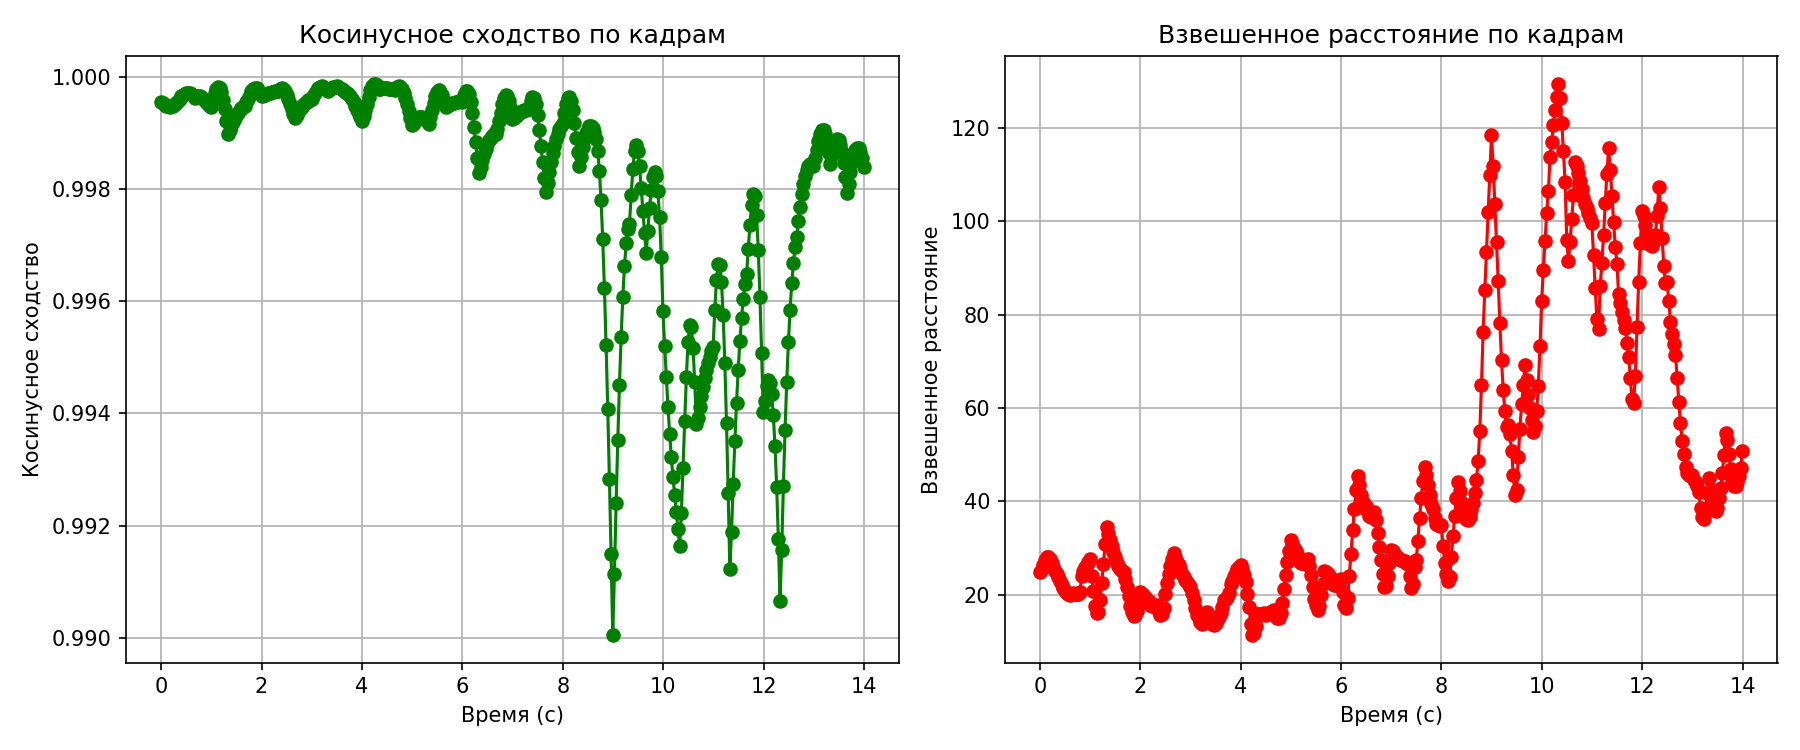 Косинусное сходство по кадрам
Косинусное сходство
1.000
0.998
0.996
0.994
0.992
0.990
0 2 4 6 8 10 12 14
Время (с)
Взвешенное расстояние по кадрам
Взвешенное расстояние
120
100
80
60
40
20
0 2 4 6 8 10 12 14
Время (с)